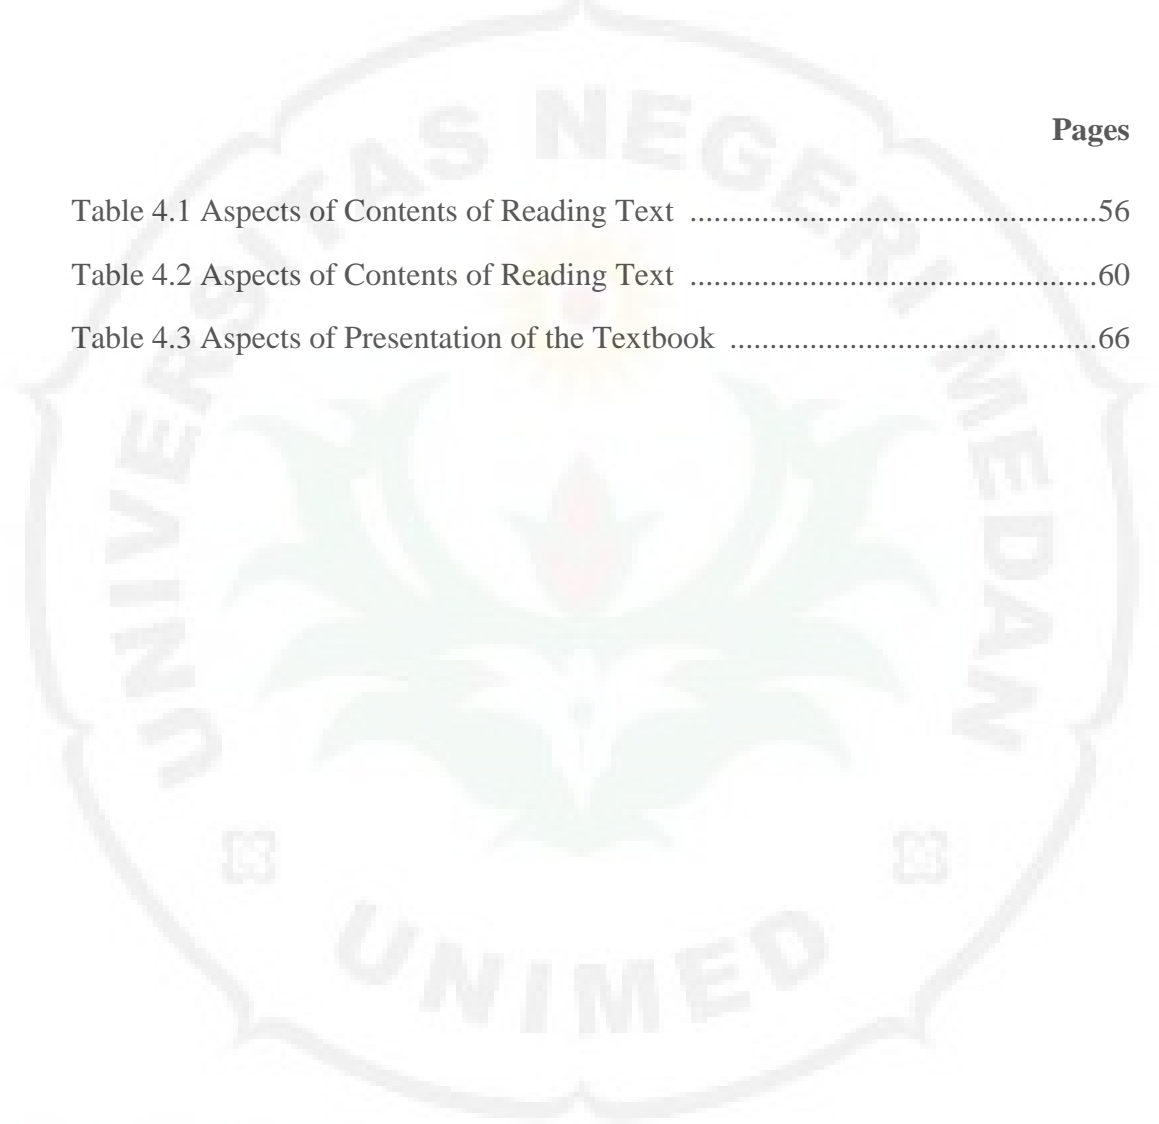 Pages
Table 4.1 Aspects of Contents of Reading Text ................................................56
Table 4.2 Aspects of Contents of Reading Text ................................................60
Table 4.3 Aspects of Presentation of the Textbook ...........................................66
UNIVERSITAS NEGERI MEDAN
UNIMED